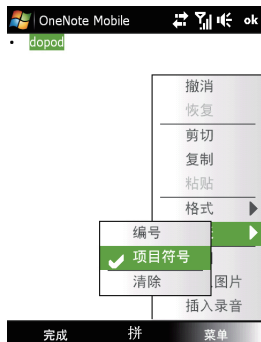 OneNote Mobile ok
• dopod
撤消
恢复
剪切
复制
粘贴
格式
编号
项目符号
清除
图片
插入录音
完成 拼 菜单